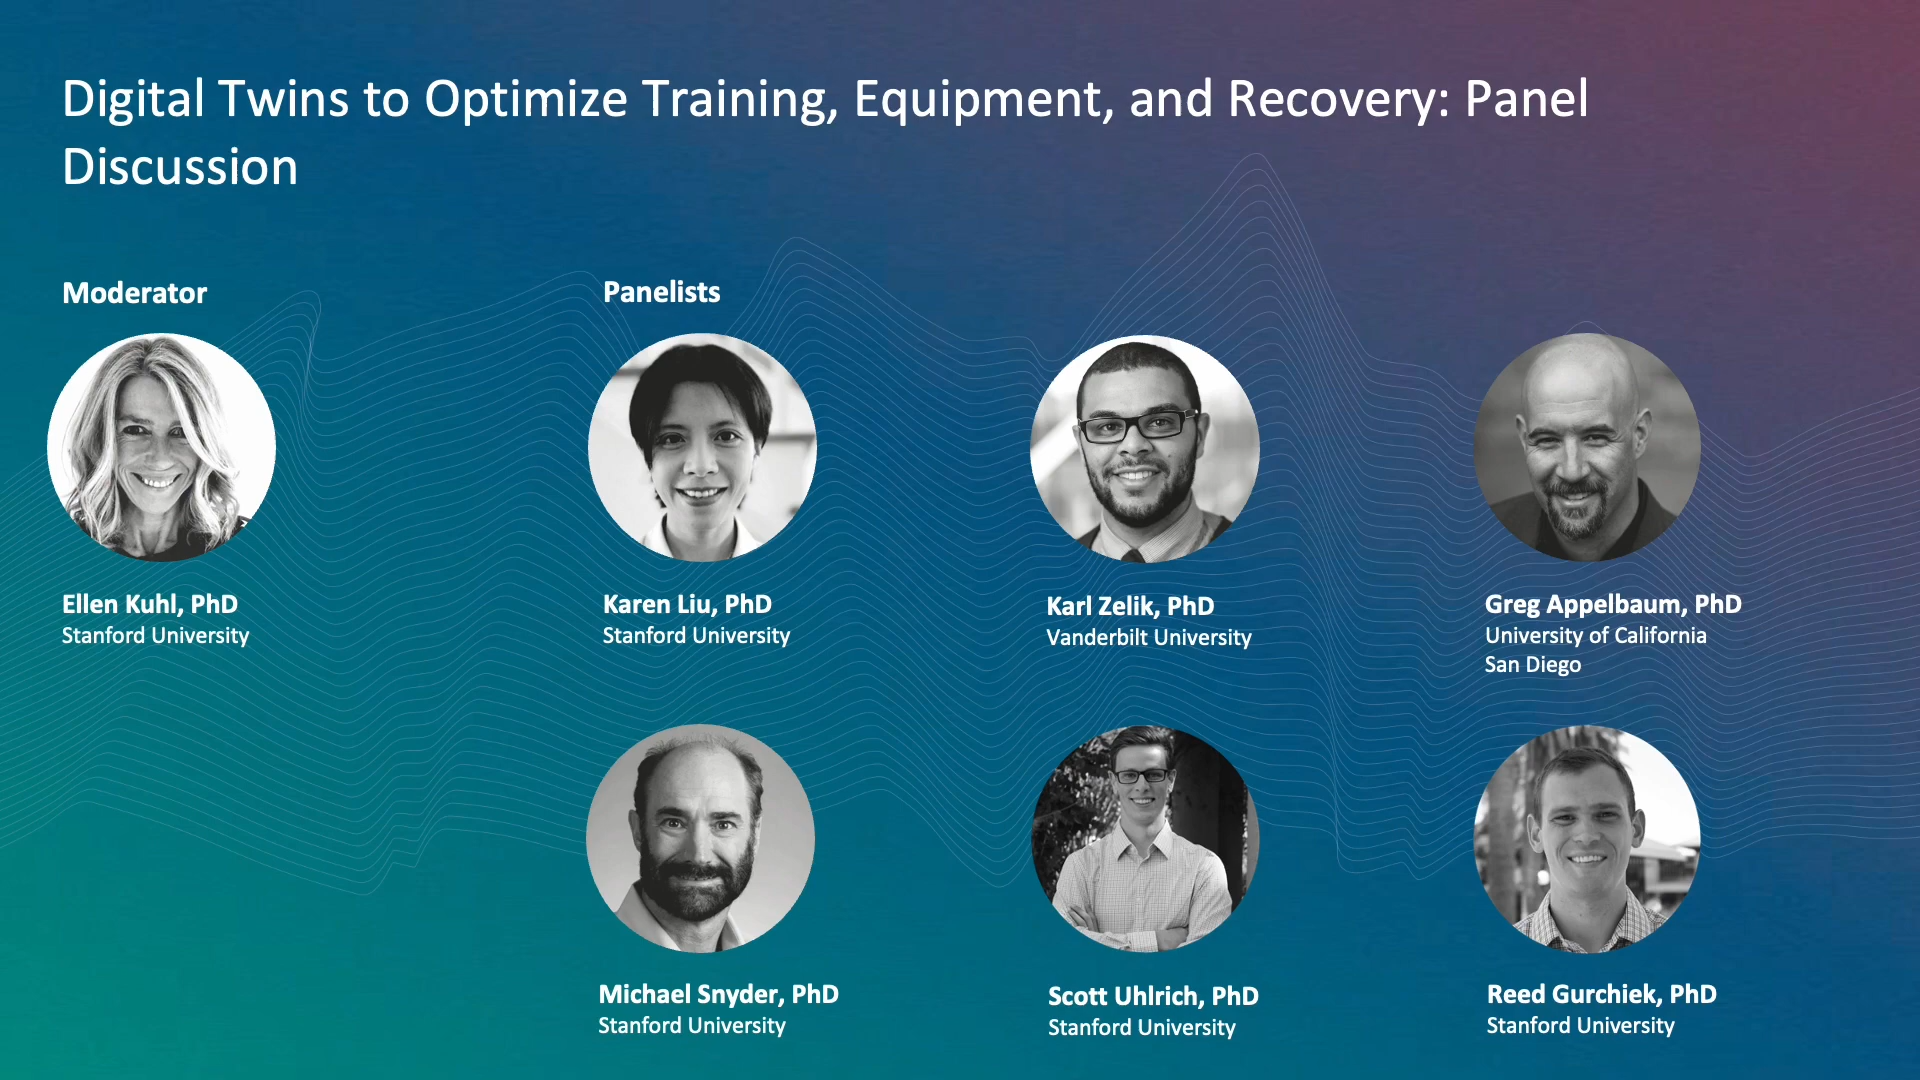 Digital Twins to Optimize Training, Equipment, and Recovery: Panel
Discussion
Moderator
Ellen Kuhl, PhD
Stanford University
Panelists
Karen Liu, PhD
Stanford University
Karl Zelik, PhD
Vanderbilt University
Greg Appelbaum, PhD
University of California
San Diego
Michael Snyder, PhD
Stanford University
Scott Uhlrich, PhD
Stanford University
Reed Gurchiek, PhD
Stanford University